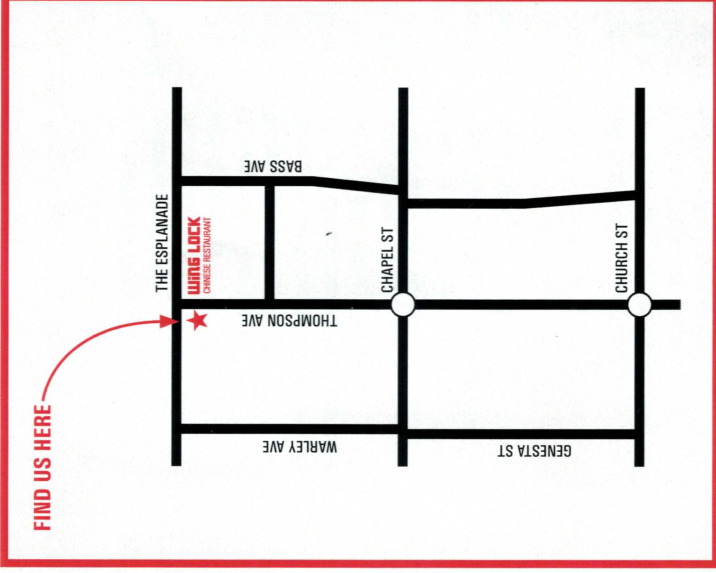 FIND US HERE
THE ESPLANADE
WING LOCK
CHINESE RESTAURANT
BASS AVE
THOMPSON AVE
WARLEY AVE
CHAPEL ST
CHURCH ST
GENESTA ST